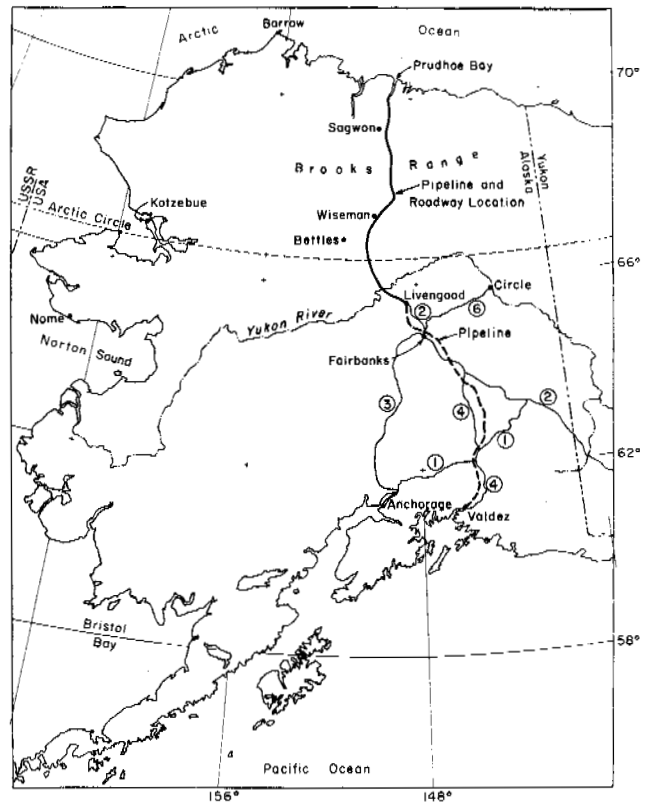 Arctic
Barrow
Ocean
Prudhoe Bay
70°
Sagwon
Brooks Range
Yukon
Alaska
USSR
USA
Pipeline and
Roadway Location
Arctic Circle
Kotzebue
Wiseman
Bettles
66°
Circle
Livengood
2
6
Nome
Yukon River
Pipeline
Norton Sound
Fairbanks
3
4
2
1
1
62°
4
Anchorage
Valdez
Bristol
Bay
58°
Pacific Ocean
156°
148°